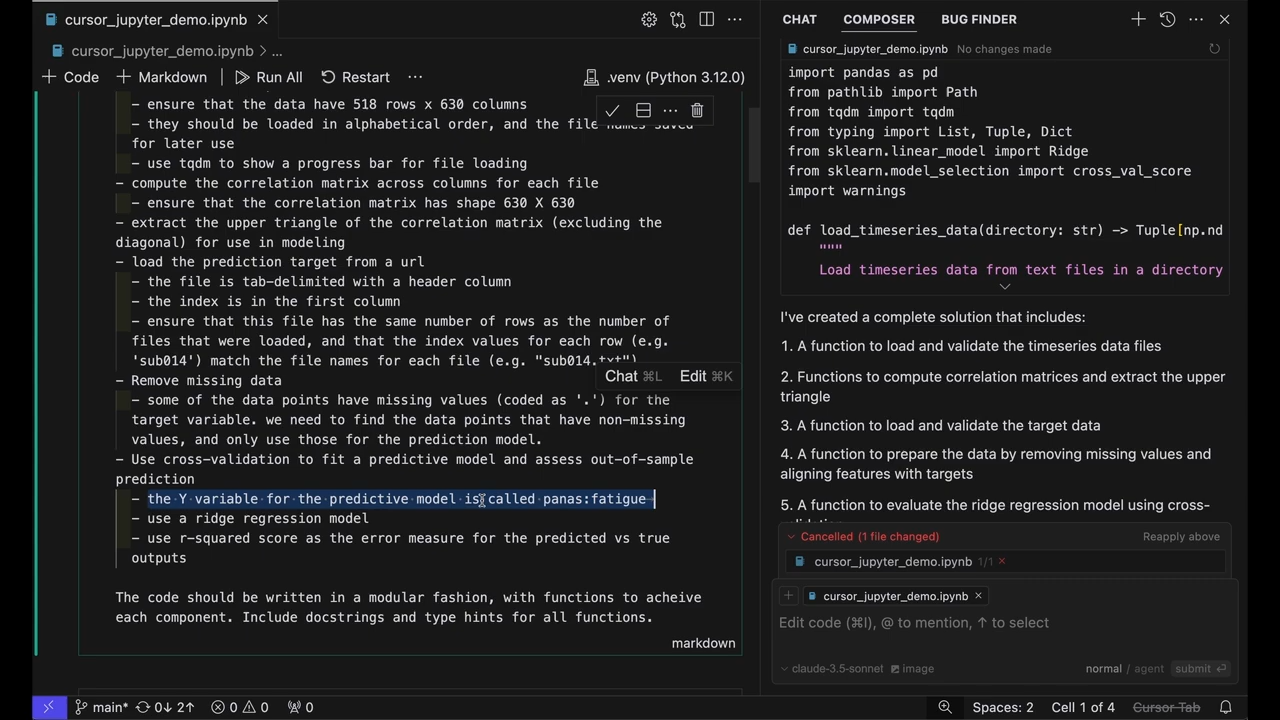 cursor_jupyter_demo.ipynb
cursor_jupyter_demo.ipynb > ...
Code
Markdown
Run All
Restart
.venv (Python 3.12.0)
- ensure that the data have 518 rows x 630 columns
- they should be loaded in alphabetical order, and the file names saved
for later use
- use tqdm to show a progress bar for file loading
- compute the correlation matrix across columns for each file
- ensure that the correlation matrix has shape 630 X 630
- extract the upper triangle of the correlation matrix (excluding the
diagonal) for use in modeling
- load the prediction target from a url
- the file is tab-delimited with a header column
- the index is in the first column
- ensure that this file has the same number of rows as the number of
files that were loaded, and that the index values for each row (e.g.
'sub014') match the file names for each file (e.g. "sub014.txt")
Chat ⌘L Edit ⌘K
- Remove missing data
- some of the data points have missing values (coded as '.') for the
target variable. we need to find the data points that have non-missing
values, and only use those for the prediction model.
- Use cross-validation to fit a predictive model and assess out-of-sample
prediction
- the Y variable for the predictive model is called panas:fatigue
- use a ridge regression model
- use r-squared score as the error measure for the predicted vs true
outputs
The code should be written in a modular fashion, with functions to acheive
each component. Include docstrings and type hints for all functions.
markdown
CHAT COMPOSER BUG FINDER
cursor_jupyter_demo.ipynb No changes made
import pandas as pd
from pathlib import Path
from tqdm import tqdm
from typing import List, Tuple, Dict
from sklearn.linear_model import Ridge
from sklearn.model_selection import cross_val_score
import warnings
def load_timeseries_data(directory: str) -> Tuple[np.nd
"""
Load timeseries data from text files in a directory
I've created a complete solution that includes:
1. A function to load and validate the timeseries data files
2. Functions to compute correlation matrices and extract the upper
triangle
3. A function to load and validate the target data
4. A function to prepare the data by removing missing values and
aligning features with targets
5. A function to evaluate the ridge regression model using cross-
Cancelled (1 file changed) Reapply above
cursor_jupyter_demo.ipynb 1/1
cursor_jupyter_demo.ipynb
Edit code (⌘I), @ to mention, ↑ to select
claude-3.5-sonnet image normal / agent submit
main* 0↓ 2↑ 0 0 0
Spaces: 2 Cell 1 of 4 Cursor Tab